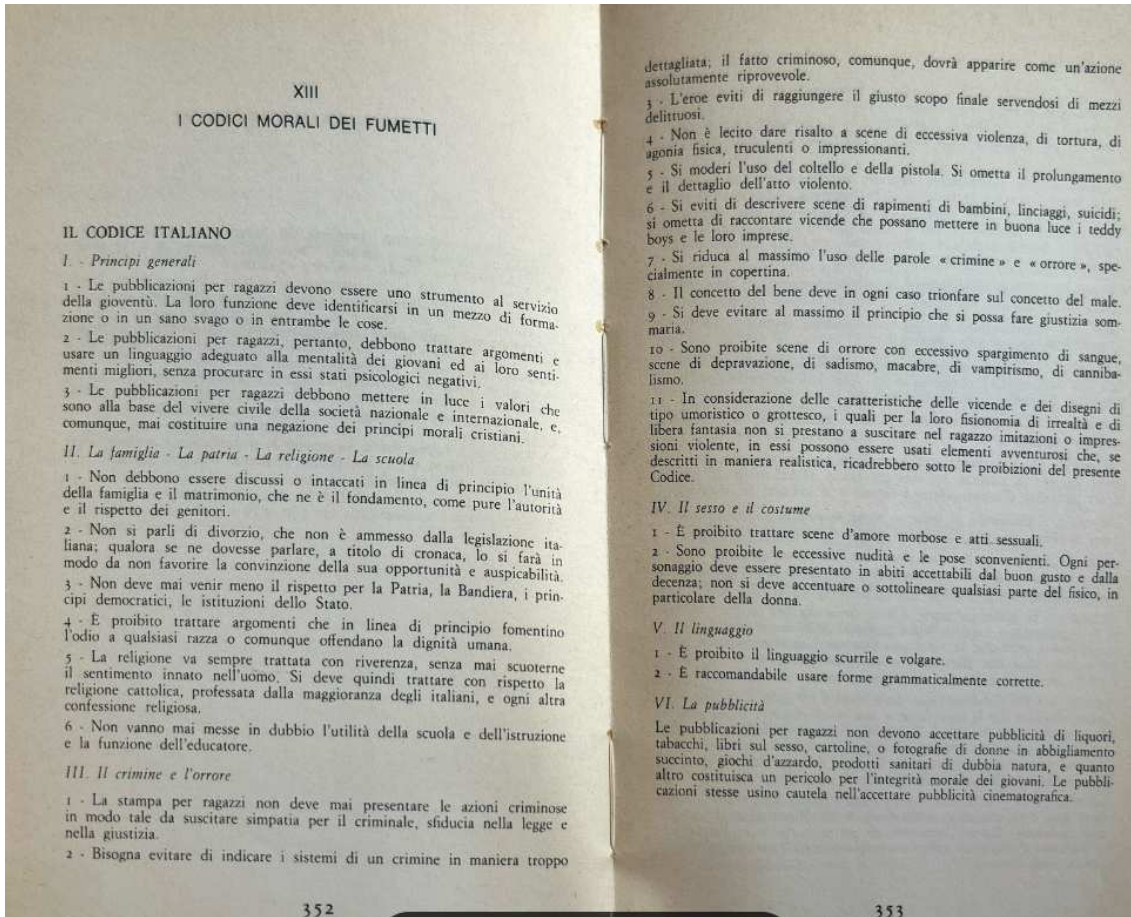 XIII
I CODICI MORALI DEI FUMETTI
IL CODICE ITALIANO
I. - Principi generali
1 - Le pubblicazioni per ragazzi devono essere uno strumento al servizio
della gioventù. La loro funzione deve identificarsi in un mezzo di forma-
zione o in un sano svago o in entrambe le cose.
2 - Le pubblicazioni per ragazzi, pertanto, debbono trattare argomenti e
usare un linguaggio adeguato alla mentalità dei giovani ed ai loro senti-
menti migliori, senza procurare in essi stati psicologici negativi.
3 - Le pubblicazioni per ragazzi debbono mettere in luce i valori che
sono alla base del vivere civile della società nazionale e internazionale, e,
comunque, mai costituire una negazione dei principi morali cristiani.
II. La famiglia - La patria - La religione - La scuola
1 - Non debbono essere discussi o intaccati in linea di principio l'unità
della famiglia e il matrimonio, che ne è il fondamento, come pure l'autorità
e il rispetto dei genitori.
2 - Non si parli di divorzio, che non è ammesso dalla legislazione ita-
liana; qualora se ne dovesse parlare, a titolo di cronaca, lo si farà in
modo da non favorire la convinzione della sua opportunità e auspicabilità.
3 - Non deve mai venir meno il rispetto per la Patria, la Bandiera, i prin-
cipi democratici, le istituzioni dello Stato.
4 - È proibito trattare argomenti che in linea di principio fomentino
l'odio a qualsiasi razza o comunque offendano la dignità umana.
5 - La religione va sempre trattata con riverenza, senza mai scuoterne
il sentimento innato nell'uomo. Si deve quindi trattare con rispetto la
religione cattolica, professata dalla maggioranza degli italiani, e ogni altra
confessione religiosa.
6 - Non vanno mai messe in dubbio l'utilità della scuola e dell'istruzione
e la funzione dell'educatore.
III. Il crimine e l'orrore
1 - La stampa per ragazzi non deve mai presentare le azioni criminose
in modo tale da suscitare simpatia per il criminale, sfiducia nella legge e
nella giustizia.
2 - Bisogna evitare di indicare i sistemi di un crimine in maniera troppo
352
dettagliata; il fatto criminoso, comunque, dovrà apparire come un'azione
assolutamente riprovevole.
3 - L'eroe eviti di raggiungere il giusto scopo finale servendosi di mezzi
delittuosi.
4 - Non è lecito dare risalto a scene di eccessiva violenza, di tortura, di
agonia fisica, truculenti o impressionanti.
5 - Si moderi l'uso del coltello e della pistola. Si ometta il prolungamento
e il dettaglio dell'atto violento.
6 - Si eviti di descrivere scene di rapimenti di bambini, linciaggi, suicidi;
si ometta di raccontare vicende che possano mettere in buona luce i teddy
boys e le loro imprese.
7 - Si riduca al massimo l'uso delle parole « crimine » e « orrore », spe-
cialmente in copertina.
8 - Il concetto del bene deve in ogni caso trionfare sul concetto del male.
9 - Si deve evitare al massimo il principio che si possa fare giustizia som-
maria.
10 - Sono proibite scene di orrore con eccessivo spargimento di sangue,
scene di depravazione, di sadismo, macabre, di vampirismo, di canniba-
lismo.
11 - In considerazione delle caratteristiche delle vicende e dei disegni di
tipo umoristico o grottesco, i quali per la loro fisionomia di irrealtà e di
libera fantasia non si prestano a suscitare nel ragazzo imitazioni o impres-
sioni violente, in essi possono essere usati elementi avventurosi che, se
descritti in maniera realistica, ricadrebbero sotto le proibizioni del presente
Codice.
IV. Il sesso e il costume
1 - È proibito trattare scene d'amore morbose e atti sessuali.
2 - Sono proibite le eccessive nudità e le pose sconvenienti. Ogni per-
sonaggio deve essere presentato in abiti accettabili dal buon gusto e dalla
decenza; non si deve accentuare o sottolineare qualsiasi parte del fisico, in
particolare della donna.
V. Il linguaggio
1 - È proibito il linguaggio scurrile e volgare.
2 - È raccomandabile usare forme grammaticalmente corrette.
VI. La pubblicità
Le pubblicazioni per ragazzi non devono accettare pubblicità di liquori,
tabacchi, libri sul sesso, cartoline, o fotografie di donne in abbigliamento
succinto, giochi d'azzardo, prodotti sanitari di dubbia natura, e quanto
altro costituisca un pericolo per l'integrità morale dei giovani. Le pubbli-
cazioni stesse usino cautela nell'accettare pubblicità cinematografica.
353